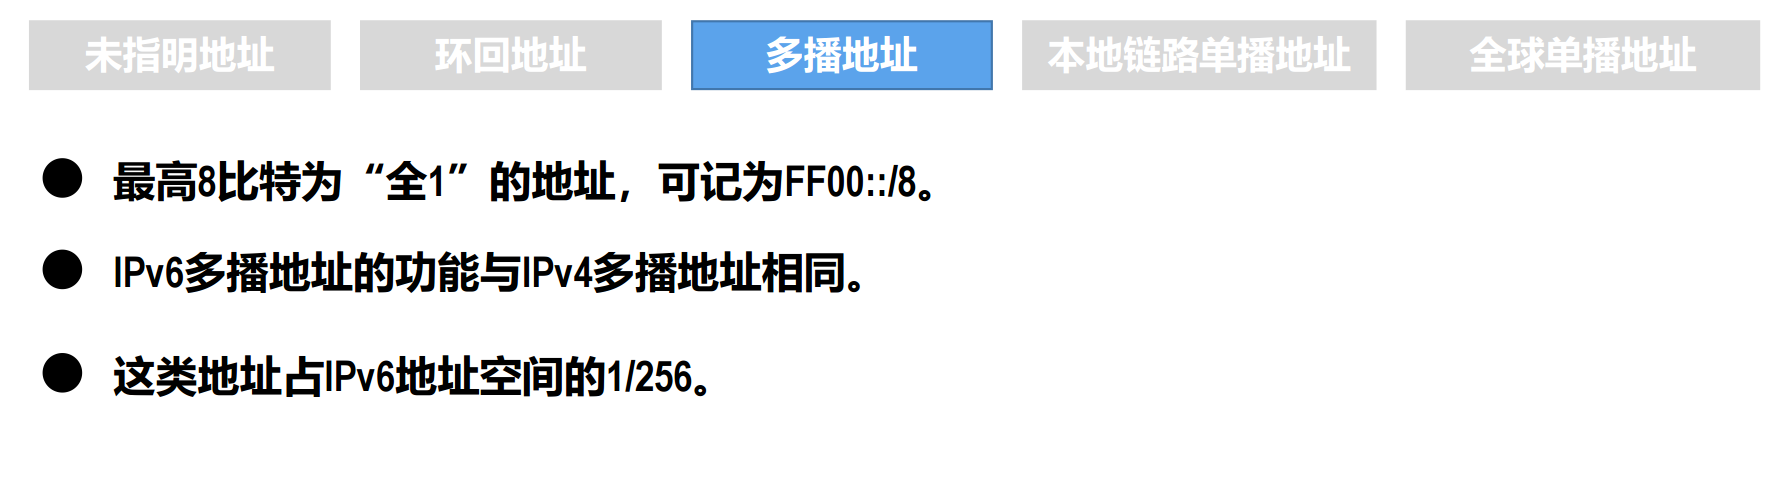 未指明地址 环回地址 多播地址 本地链路单播地址 全球单播地址
最高8比特为“全1”的地址，可记为FF00::/8。
IPv6多播地址的功能与IPv4多播地址相同。
这类地址占IPv6地址空间的1/256。